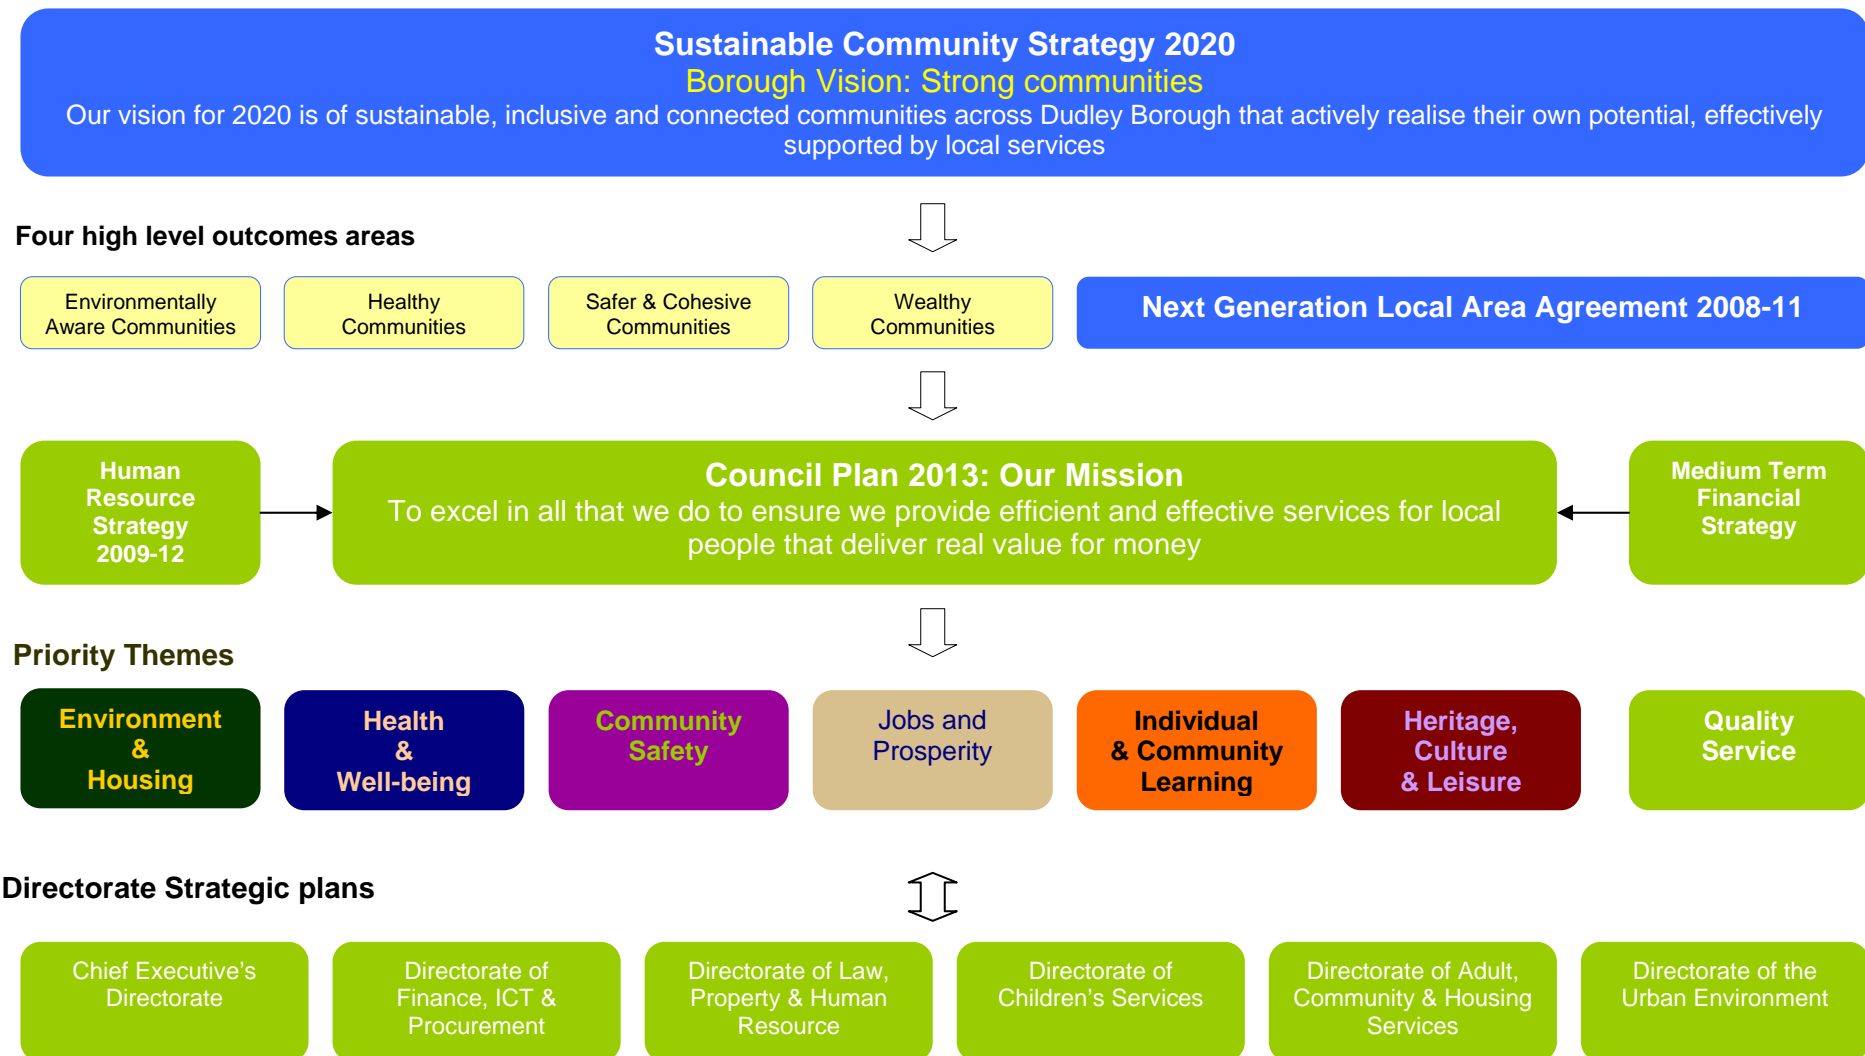 Sustainable Community Strategy 2020
Borough Vision: Strong communities
Our vision for 2020 is of sustainable, inclusive and connected communities across Dudley Borough that actively realise their own potential, effectively
supported by local services
Four high level outcomes areas
Environmentally
Aware Communities
Healthy
Communities
Safer & Cohesive
Communities
Wealthy
Communities
Next Generation Local Area Agreement 2008-11
Human
Resource
Strategy
2009-12
Council Plan 2013: Our Mission
To excel in all that we do to ensure we provide efficient and effective services for local
people that deliver real value for money
Medium Term
Financial
Strategy
Priority Themes
Environment
&
Housing
Health
&
Well-being
Community
Safety
Jobs and
Prosperity
Individual
& Community
Learning
Heritage,
Culture
& Leisure
Quality
Service
Directorate Strategic plans
Chief Executive’s
Directorate
Directorate of
Finance, ICT &
Procurement
Directorate of Law,
Property & Human
Resource
Directorate of
Children’s Services
Directorate of Adult,
Community & Housing
Services
Directorate of the
Urban Environment